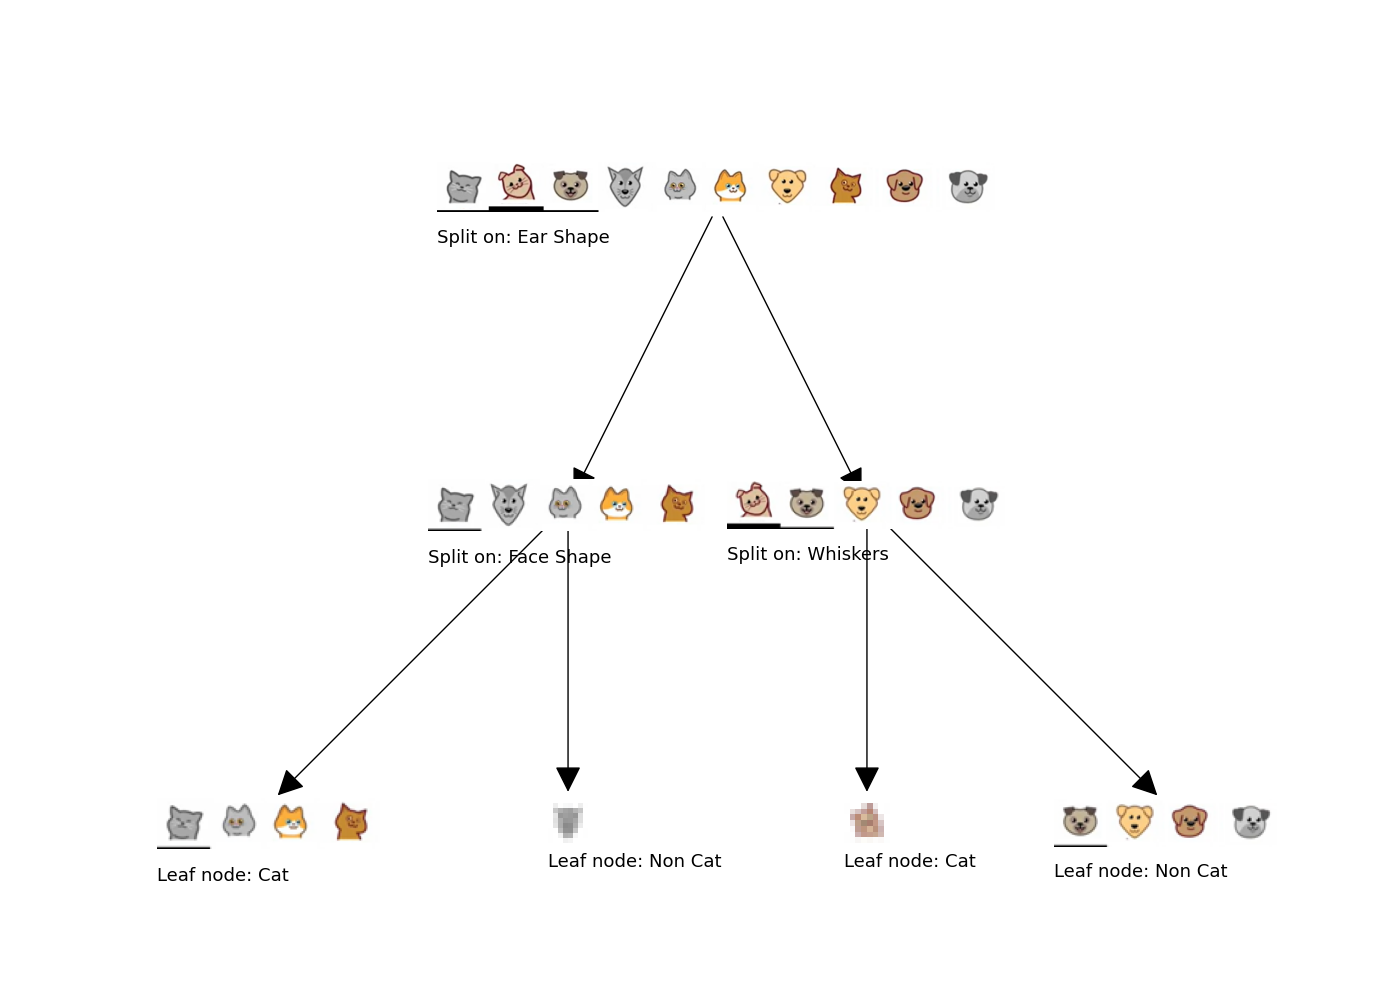 Split on: Ear Shape
Split on: Face Shape
Split on: Whiskers
Leaf node: Cat
Leaf node: Non Cat
Leaf node: Cat
Leaf node: Non Cat